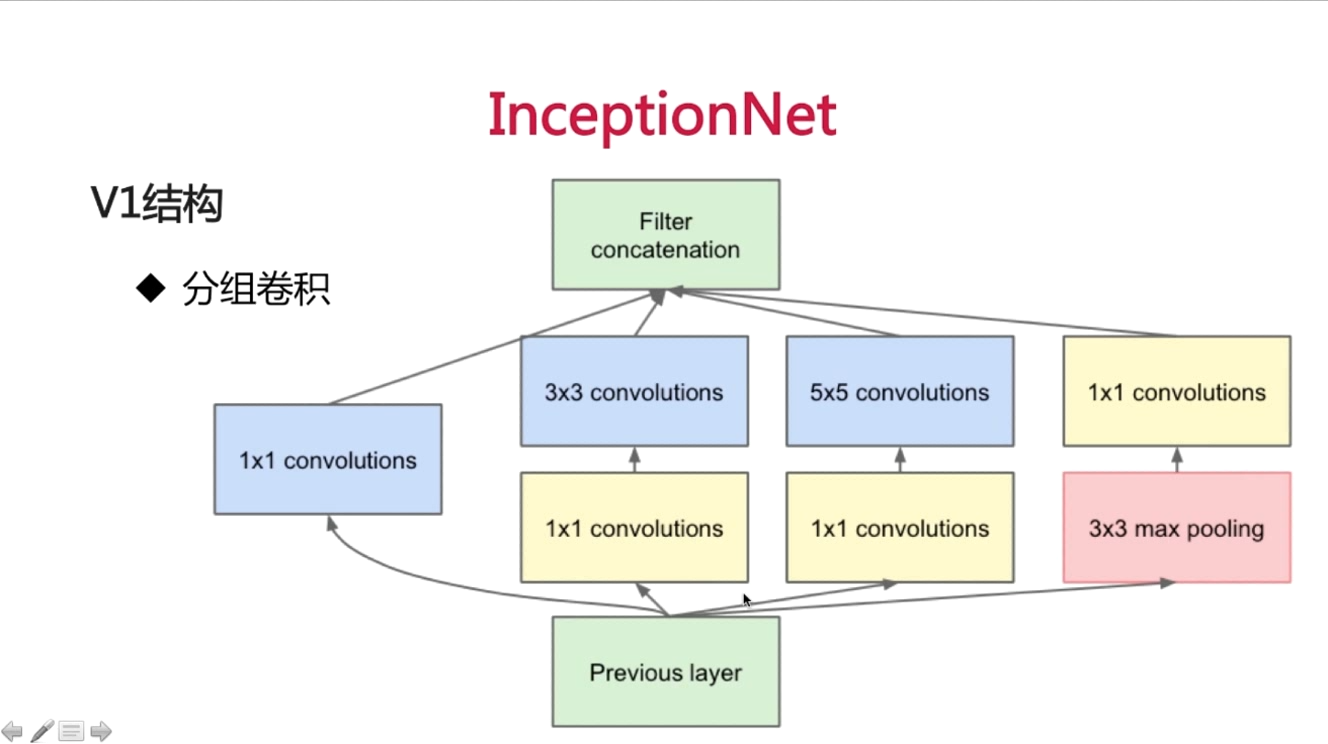 InceptionNet
V1结构
◆ 分组卷积
Filter
concatenation
3x3 convolutions
5x5 convolutions
1x1 convolutions
1x1 convolutions
1x1 convolutions
1x1 convolutions
3x3 max pooling
Previous layer